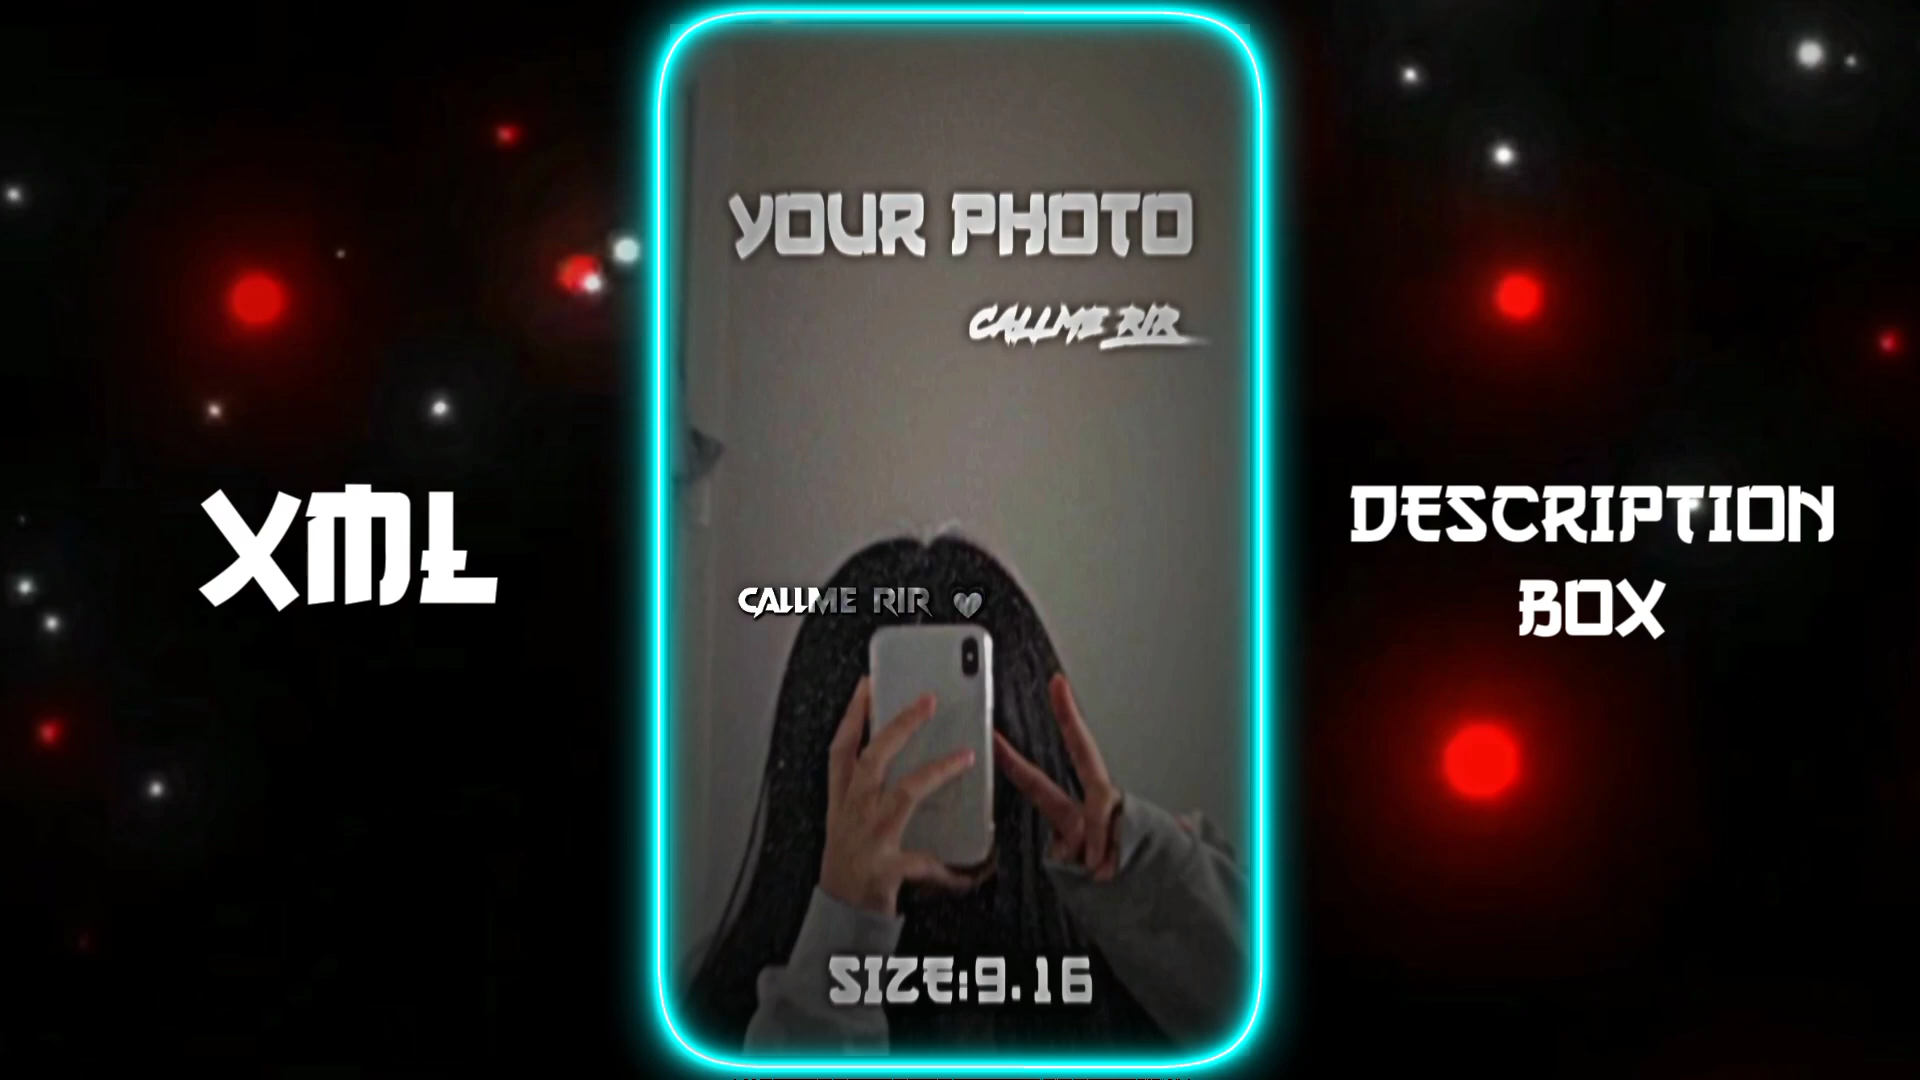 YOUR PHOTO
CALLME RIR
XML
DESCRIPTION
BOX
CALLME RIR 🤍
SIZE:9.16